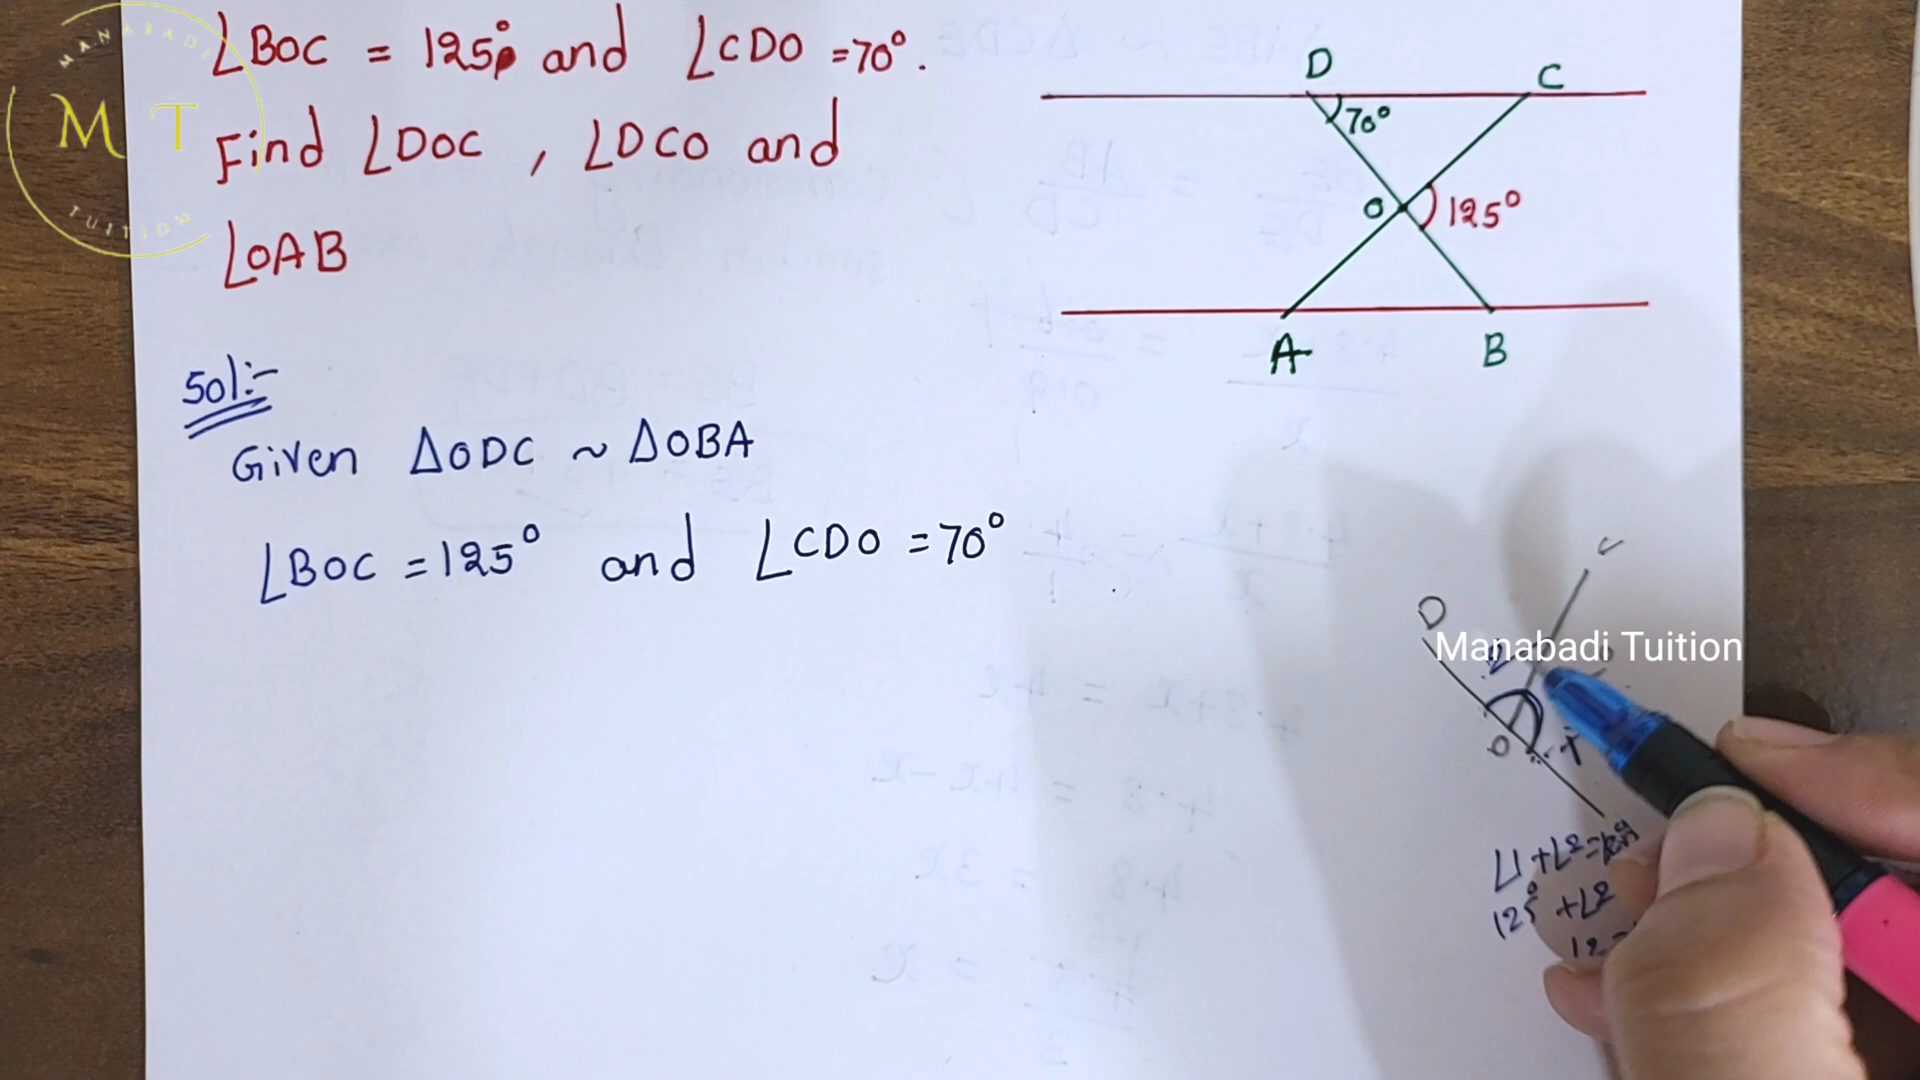 ∠BOC = 125° and ∠CDO = 70°.
Find ∠DOC , ∠DCO and
∠OAB
MANABADI
M T
TUITION
D
C
70°
O
125°
A
B
Sol:-
Given ΔODC ~ ΔOBA
∠BOC = 125° and ∠CDO = 70°
D
C
Manabadi Tuition
O
∠1 + ∠2 =
125° + ∠2